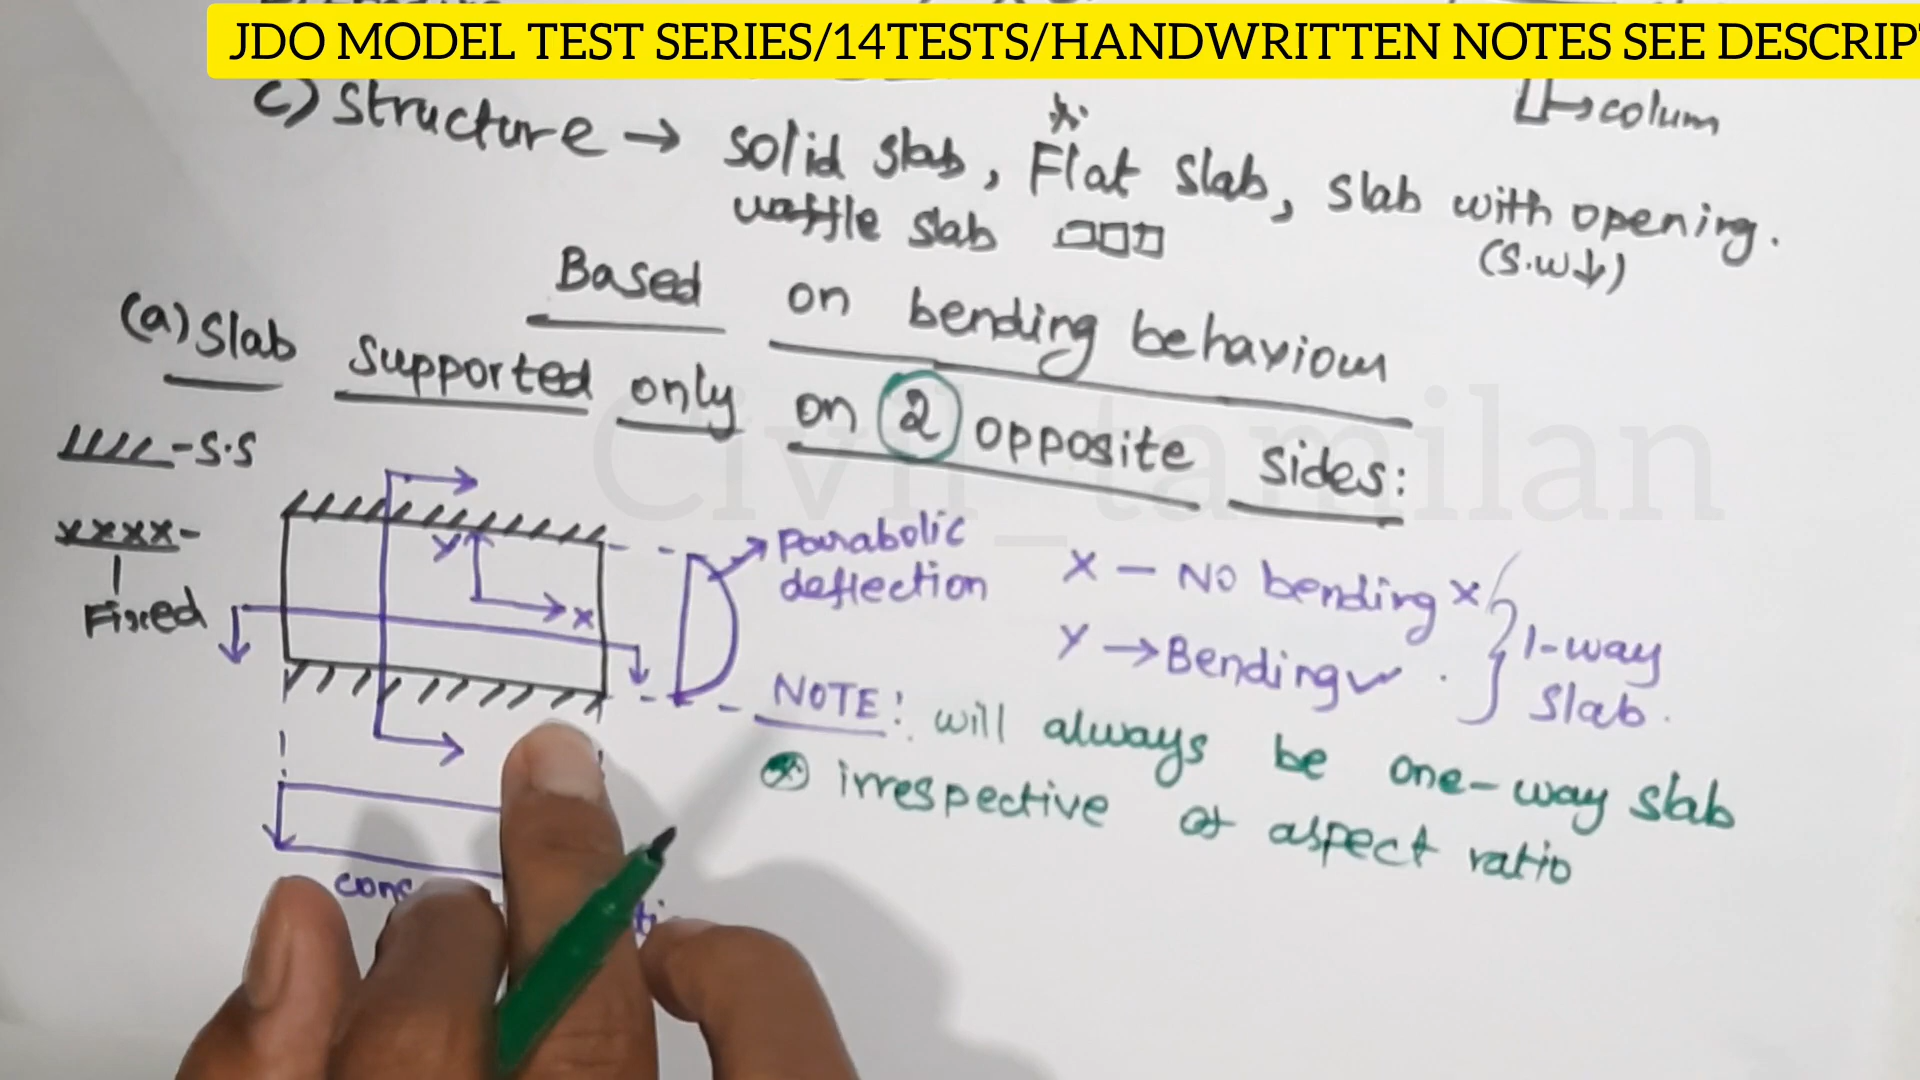 JDO MODEL TEST SERIES/14TESTS/HANDWRITTEN NOTES SEE DESCRIP
c) Structure → solid slab, Flat slab, slab with opening.
(S.W↓)
waffle slab
→ colum
Based on bending behaviour
(a) Slab supported only on 2 opposite sides:
- S.S
xxxx -
Fixed
Y
x
Parabolic
deflection
X - NO bending x
Y → Bending ✓
1-way
slab.
NOTE: will always be one-way slab
irrespective of aspect ratio
Civil_tamilan